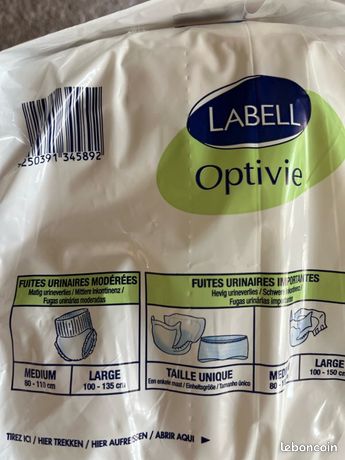 LABELL
Optivie
250391 345892
FUITES URINAIRES MODÉRÉES
Matig urineverlies / Mittlere Inkontinenz /
Fugas urinárias moderadas
MEDIUM
80 - 110 cm
LARGE
100 - 135 cm
FUITES URINAIRES IMPORTANTES
Hevig urineverlies / Schwere Inkontinenz /
Fugas urinárias importantes
TAILLE UNIQUE
Een enkele maat / Einheitsgröße / Tamanho único
LARGE
100 - 150 cm
TIREZ ICI / HIER TREKKEN / HIER AUFREISSEN / ABRIR AQUI
leboncoin